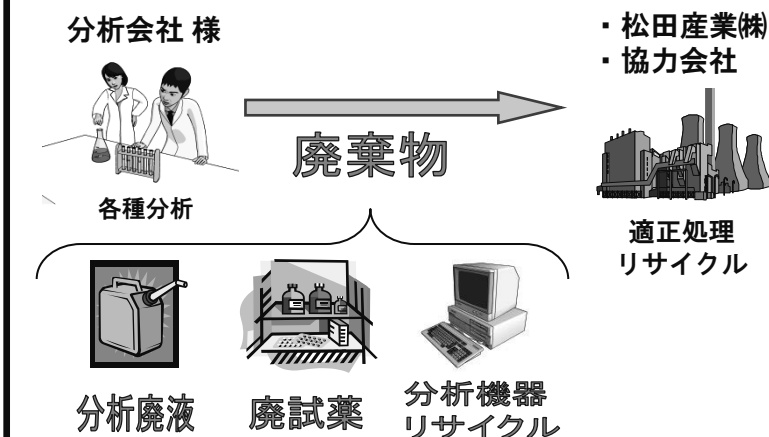 分析会社 様
・松田産業㈱
・協力会社
廃棄物
各種分析
適正処理
リサイクル
分析廃液
廃試薬
分析機器
リサイクル